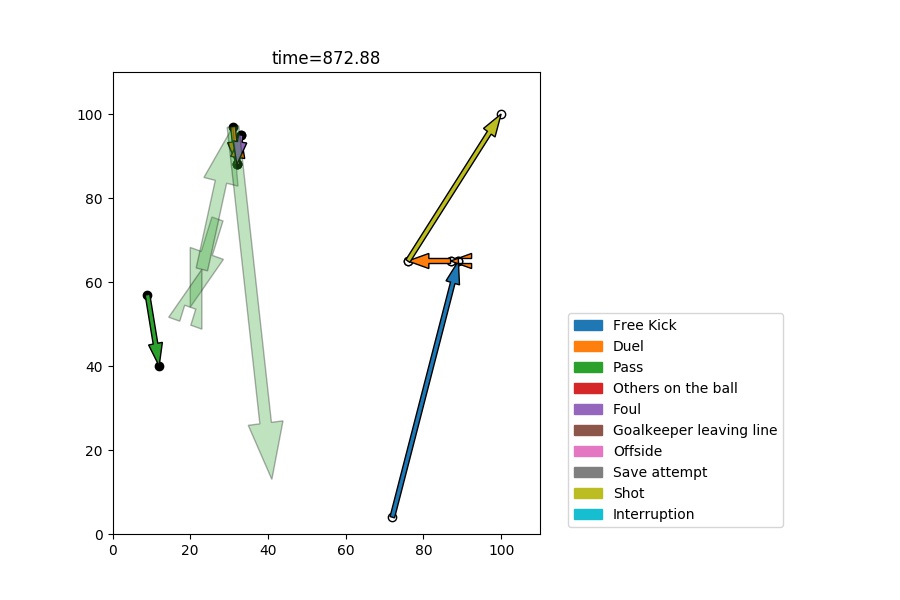 time=872.88
100
80
60
40
20
0
0 20 40 60 80 100
Free Kick
Duel
Pass
Others on the ball
Foul
Goalkeeper leaving line
Offside
Save attempt
Shot
Interruption